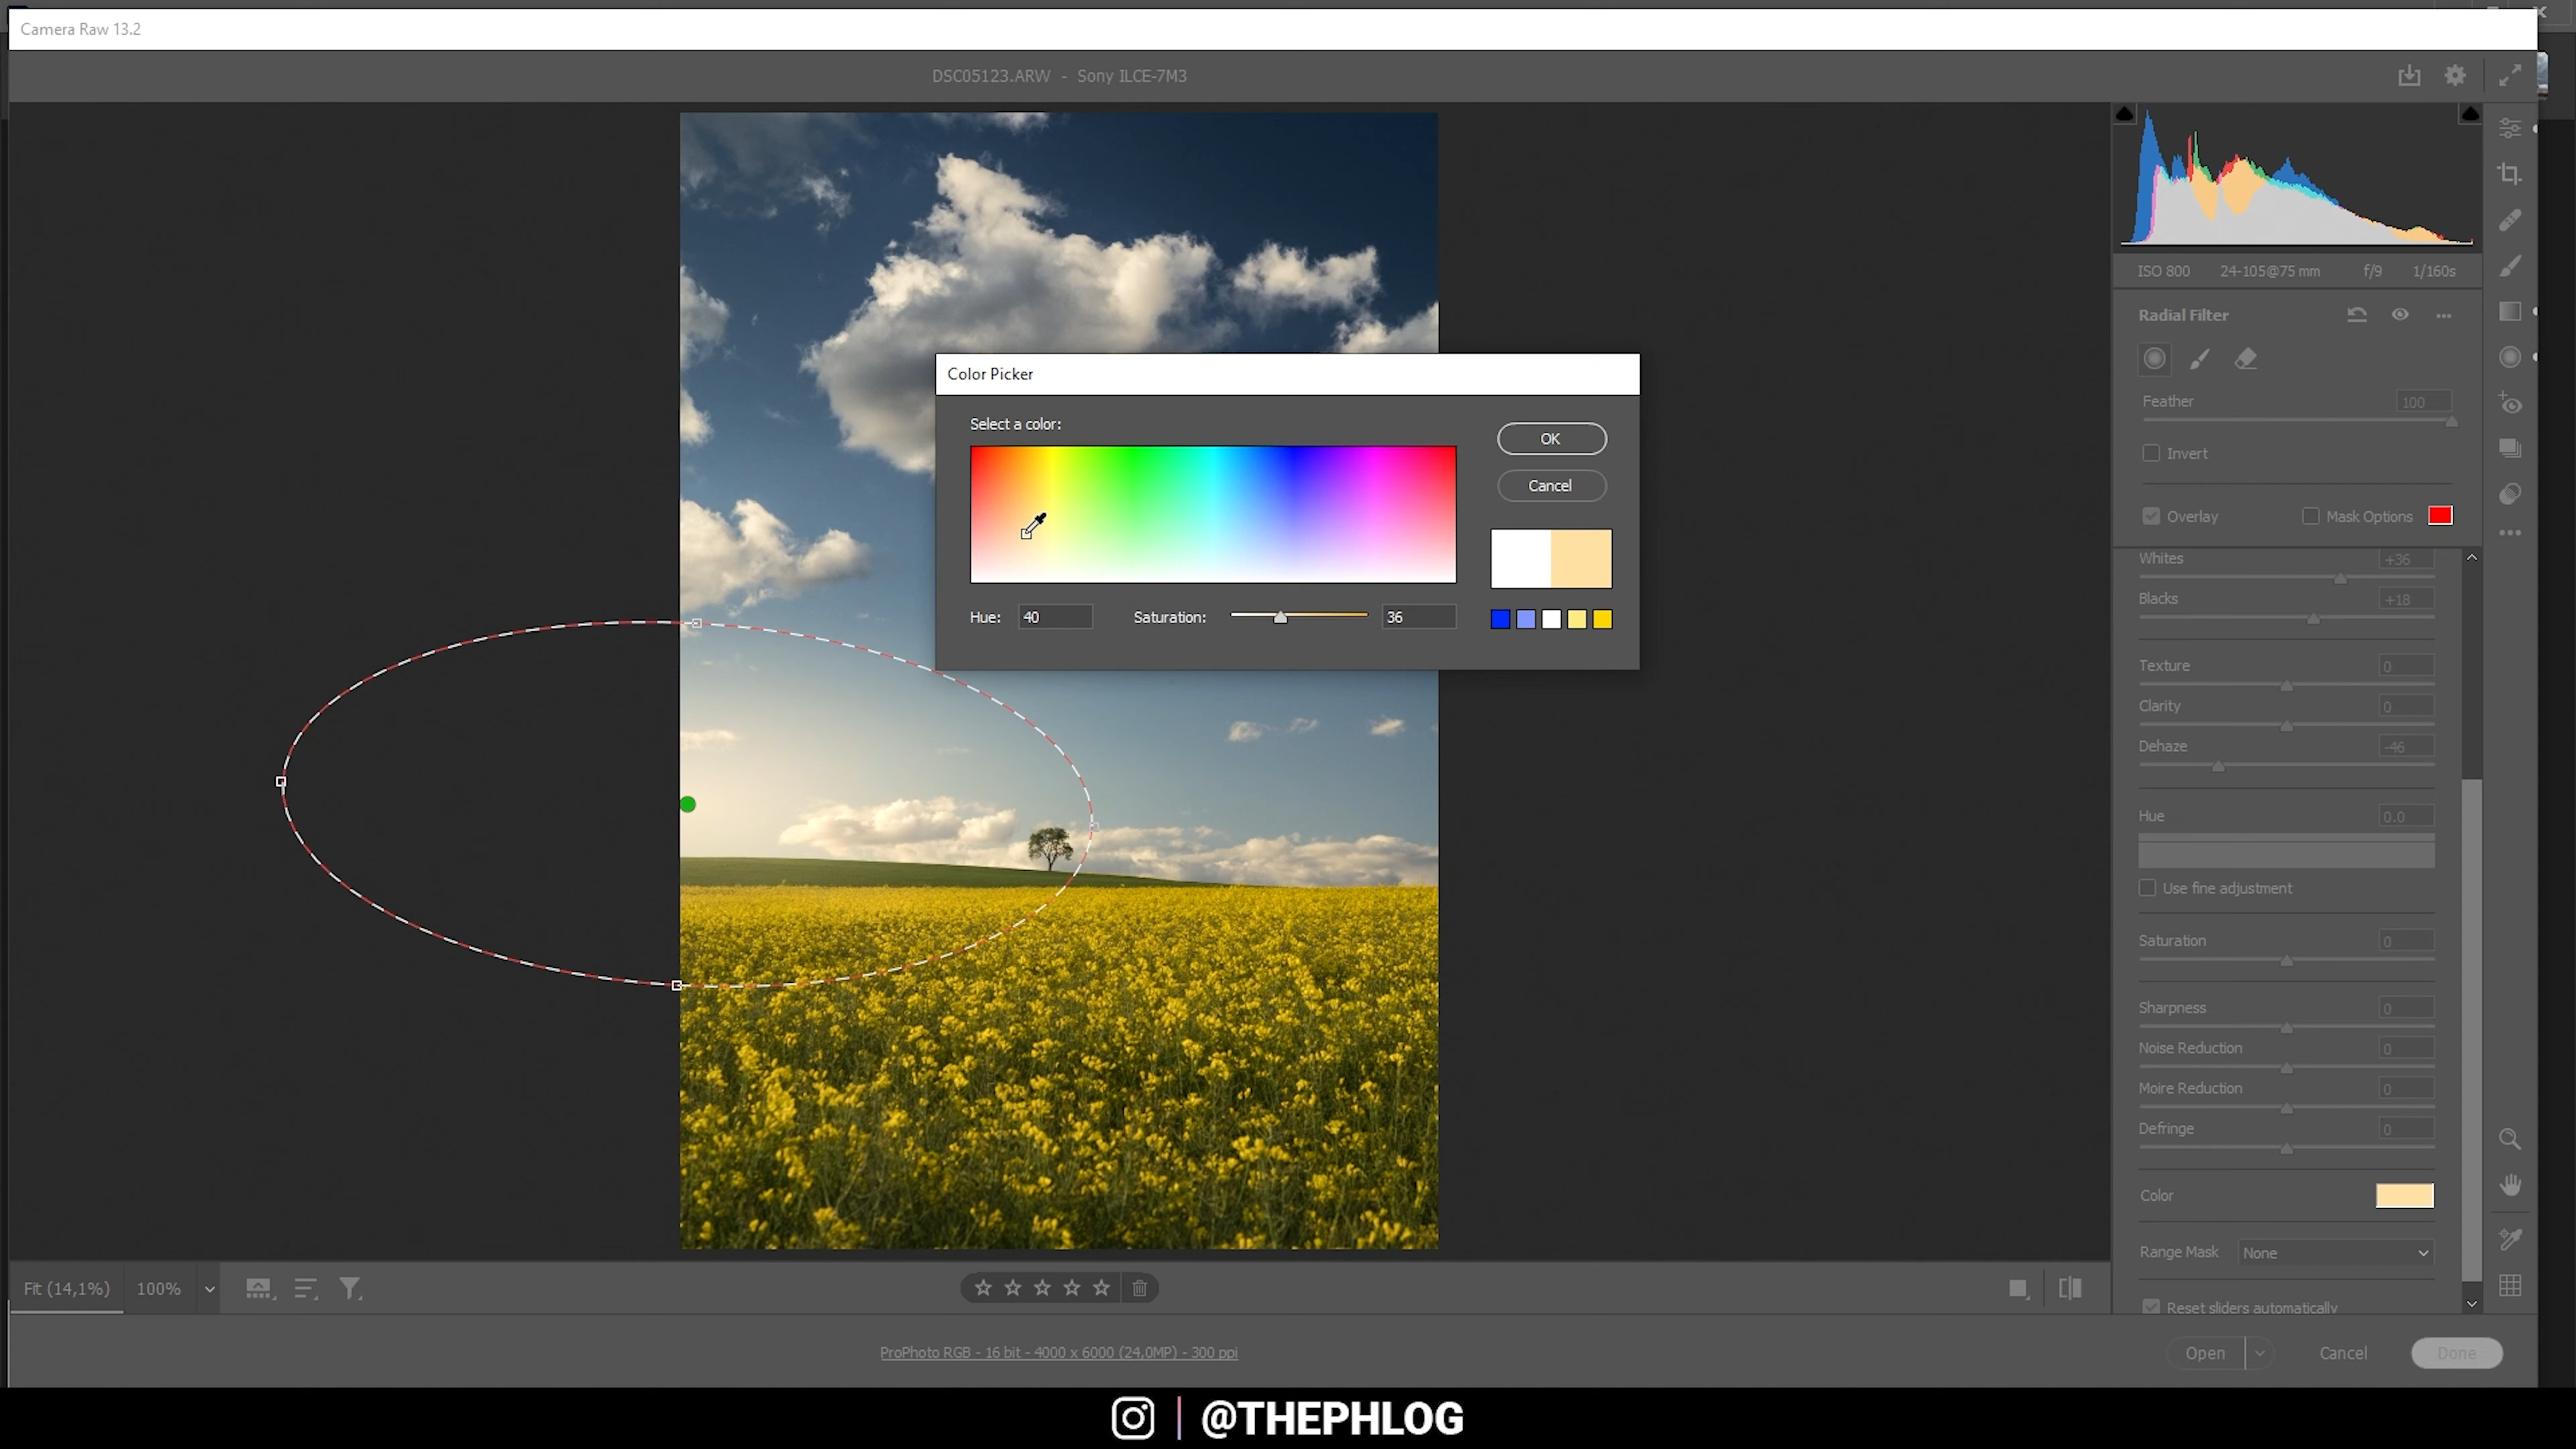 Camera Raw 13.2
DSC05123.ARW - Sony ILCE-7M3
ISO 800 24-105@75 mm f/9 1/160s
Radial Filter
Feather 100
Invert
Overlay Mask Options
Whites +36
Blacks +18
Texture 0
Clarity 0
Dehaze -46
Hue 0.0
Use fine adjustment
Saturation 0
Sharpness 0
Noise Reduction 0
Moire Reduction 0
Defringe 0
Color
Range Mask None
Reset sliders automatically
Color Picker
Select a color:
OK
Cancel
Hue: 40 Saturation: 36
Fit (14,1%) 100%
ProPhoto RGB - 16 bit - 4000 x 6000 (24,0MP) - 300 ppi
Open Cancel Done
@THEPHLOG